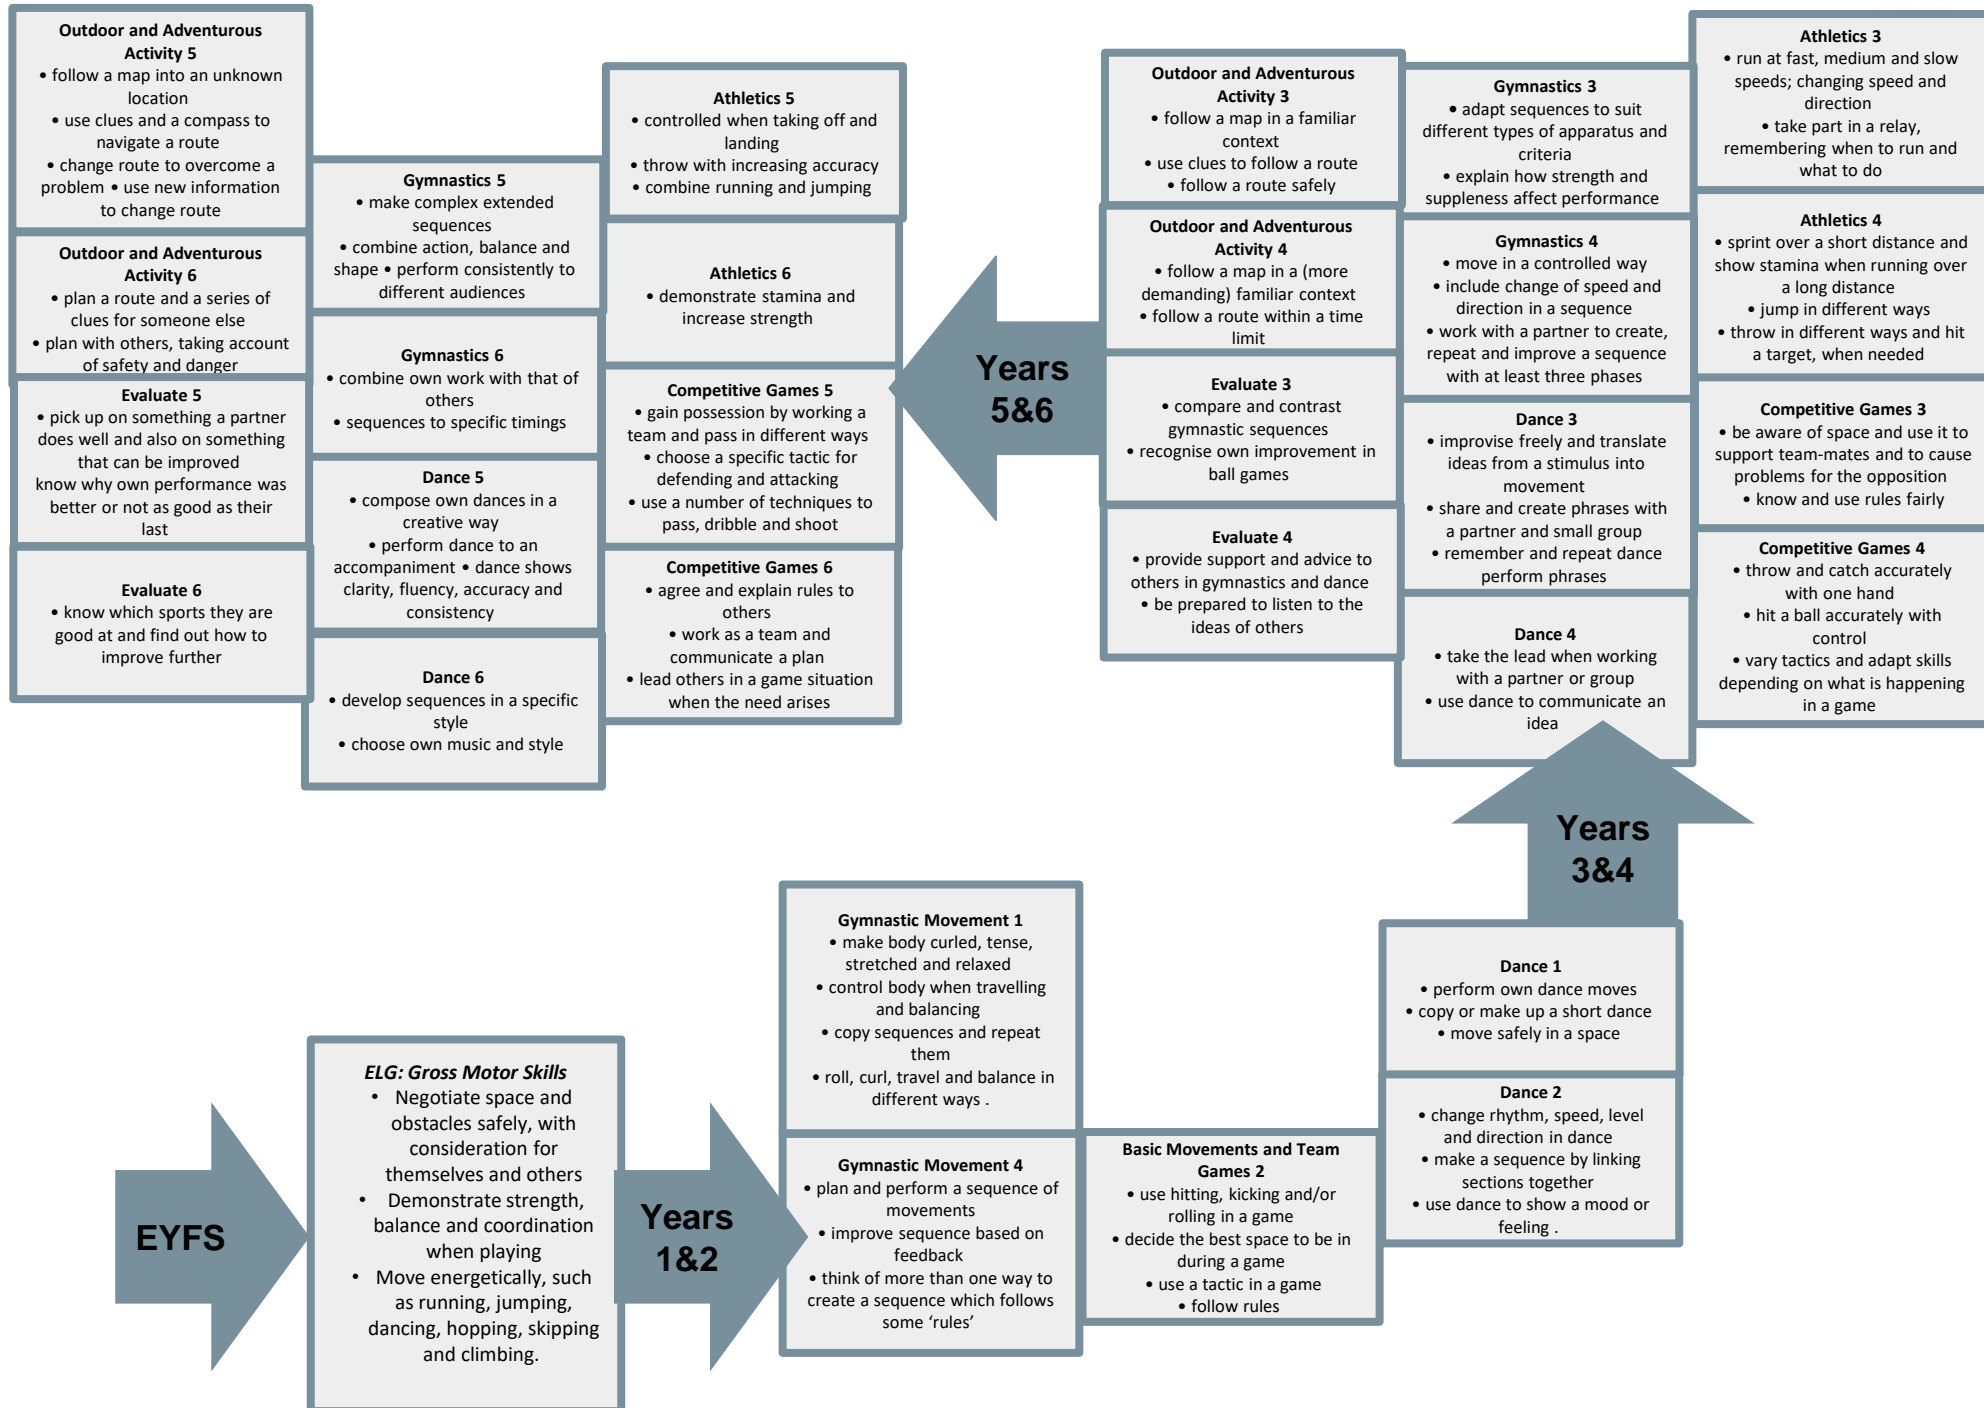 Outdoor and Adventurous
Activity 5
• follow a map into an unknown
location
• use clues and a compass to
navigate a route
• change route to overcome a
problem • use new information
to change route
Outdoor and Adventurous
Activity 6
• plan a route and a series of
clues for someone else
• plan with others, taking account
of safety and danger
Evaluate 5
• pick up on something a partner
does well and also on something
that can be improved
know why own performance was
better or not as good as their
last
Evaluate 6
• know which sports they are
good at and find out how to
improve further
Gymnastics 5
• make complex extended
sequences
• combine action, balance and
shape • perform consistently to
different audiences
Gymnastics 6
• combine own work with that of
others
• sequences to specific timings
Dance 5
• compose own dances in a
creative way
• perform dance to an
accompaniment • dance shows
clarity, fluency, accuracy and
consistency
Dance 6
• develop sequences in a specific
style
• choose own music and style
Athletics 5
• controlled when taking off and
landing
• throw with increasing accuracy
• combine running and jumping
Athletics 6
• demonstrate stamina and
increase strength
Competitive Games 5
• gain possession by working a
team and pass in different ways
• choose a specific tactic for
defending and attacking
• use a number of techniques to
pass, dribble and shoot
Competitive Games 6
• agree and explain rules to
others
• work as a team and
communicate a plan
• lead others in a game situation
when the need arises
Years
5&6
Outdoor and Adventurous
Activity 3
• follow a map in a familiar
context
• use clues to follow a route
• follow a route safely
Outdoor and Adventurous
Activity 4
• follow a map in a (more
demanding) familiar context
• follow a route within a time
limit
Evaluate 3
• compare and contrast
gymnastic sequences
• recognise own improvement in
ball games
Evaluate 4
• provide support and advice to
others in gymnastics and dance
• be prepared to listen to the
ideas of others
Gymnastics 3
• adapt sequences to suit
different types of apparatus and
criteria
• explain how strength and
suppleness affect performance
Gymnastics 4
• move in a controlled way
• include change of speed and
direction in a sequence
• work with a partner to create,
repeat and improve a sequence
with at least three phases
Dance 3
• improvise freely and translate
ideas from a stimulus into
movement
• share and create phrases with
a partner and small group
• remember and repeat dance
perform phrases
Dance 4
• take the lead when working
with a partner or group
• use dance to communicate an
idea
Athletics 3
• run at fast, medium and slow
speeds; changing speed and
direction
• take part in a relay,
remembering when to run and
what to do
Athletics 4
• sprint over a short distance and
show stamina when running over
a long distance
• jump in different ways
• throw in different ways and hit
a target, when needed
Competitive Games 3
• be aware of space and use it to
support team-mates and to cause
problems for the opposition
• know and use rules fairly
Competitive Games 4
• throw and catch accurately
with one hand
• hit a ball accurately with
control
• vary tactics and adapt skills
depending on what is happening
in a game
Years
3&4
EYFS
ELG: Gross Motor Skills
• Negotiate space and
obstacles safely, with
consideration for
themselves and others
• Demonstrate strength,
balance and coordination
when playing
• Move energetically, such
as running, jumping,
dancing, hopping, skipping
and climbing.
Years
1&2
Gymnastic Movement 1
• make body curled, tense,
stretched and relaxed
• control body when travelling
and balancing
• copy sequences and repeat
them
• roll, curl, travel and balance in
different ways .
Gymnastic Movement 4
• plan and perform a sequence of
movements
• improve sequence based on
feedback
• think of more than one way to
create a sequence which follows
some ‘rules’
Basic Movements and Team
Games 2
• use hitting, kicking and/or
rolling in a game
• decide the best space to be in
during a game
• use a tactic in a game
• follow rules
Dance 1
• perform own dance moves
• copy or make up a short dance
• move safely in a space
Dance 2
• change rhythm, speed, level
and direction in dance
• make a sequence by linking
sections together
• use dance to show a mood or
feeling .